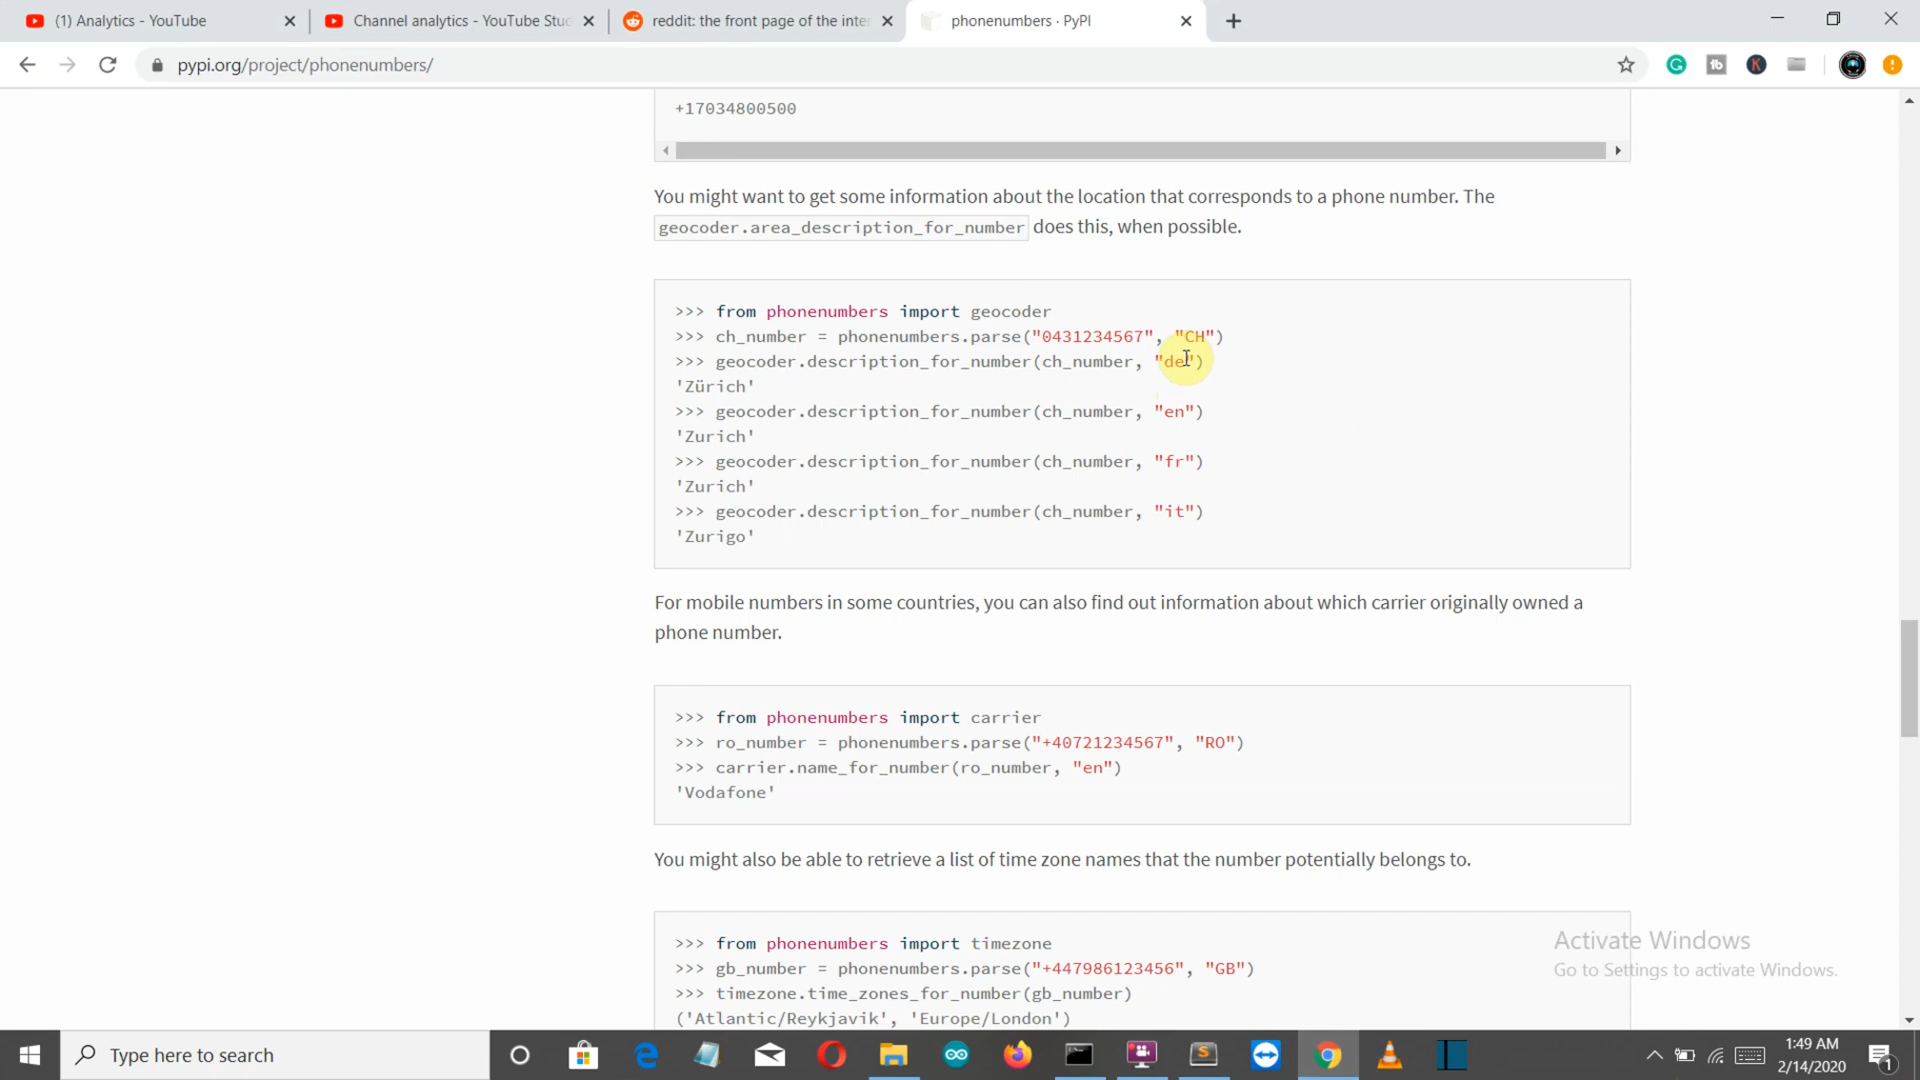 (1) Analytics - YouTube
Channel analytics - YouTube Stud
reddit: the front page of the inter
phonenumbers · PyPI
pypi.org/project/phonenumbers/
+17034800500
You might want to get some information about the location that corresponds to a phone number. The
geocoder.area_description_for_number does this, when possible.
>>> from phonenumbers import geocoder
>>> ch_number = phonenumbers.parse("0431234567", "CH")
>>> geocoder.description_for_number(ch_number, "de")
'Zürich'
>>> geocoder.description_for_number(ch_number, "en")
'Zurich'
>>> geocoder.description_for_number(ch_number, "fr")
'Zurich'
>>> geocoder.description_for_number(ch_number, "it")
'Zurigo'
For mobile numbers in some countries, you can also find out information about which carrier originally owned a
phone number.
>>> from phonenumbers import carrier
>>> ro_number = phonenumbers.parse("+40721234567", "RO")
>>> carrier.name_for_number(ro_number, "en")
'Vodafone'
You might also be able to retrieve a list of time zone names that the number potentially belongs to.
>>> from phonenumbers import timezone
>>> gb_number = phonenumbers.parse("+447986123456", "GB")
>>> timezone.time_zones_for_number(gb_number)
('Atlantic/Reykjavik', 'Europe/London')
Activate Windows
Go to Settings to activate Windows.
Type here to search
1:49 AM
2/14/2020
1